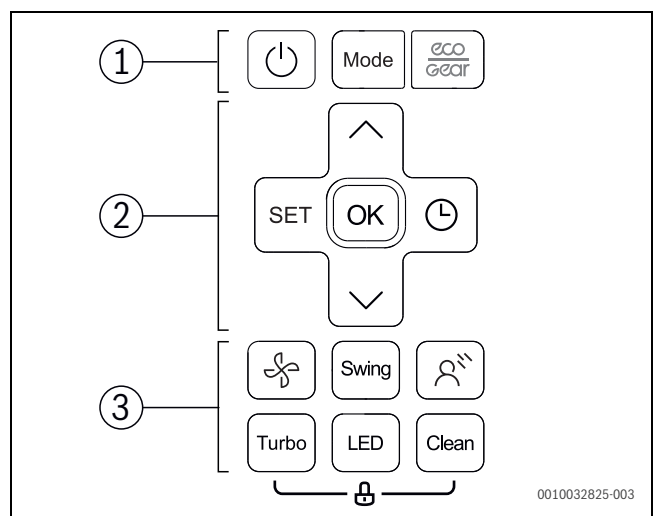 1
Mode
eco
Gear
2
SET OK
3
Swing
Turbo LED Clean
0010032825-003